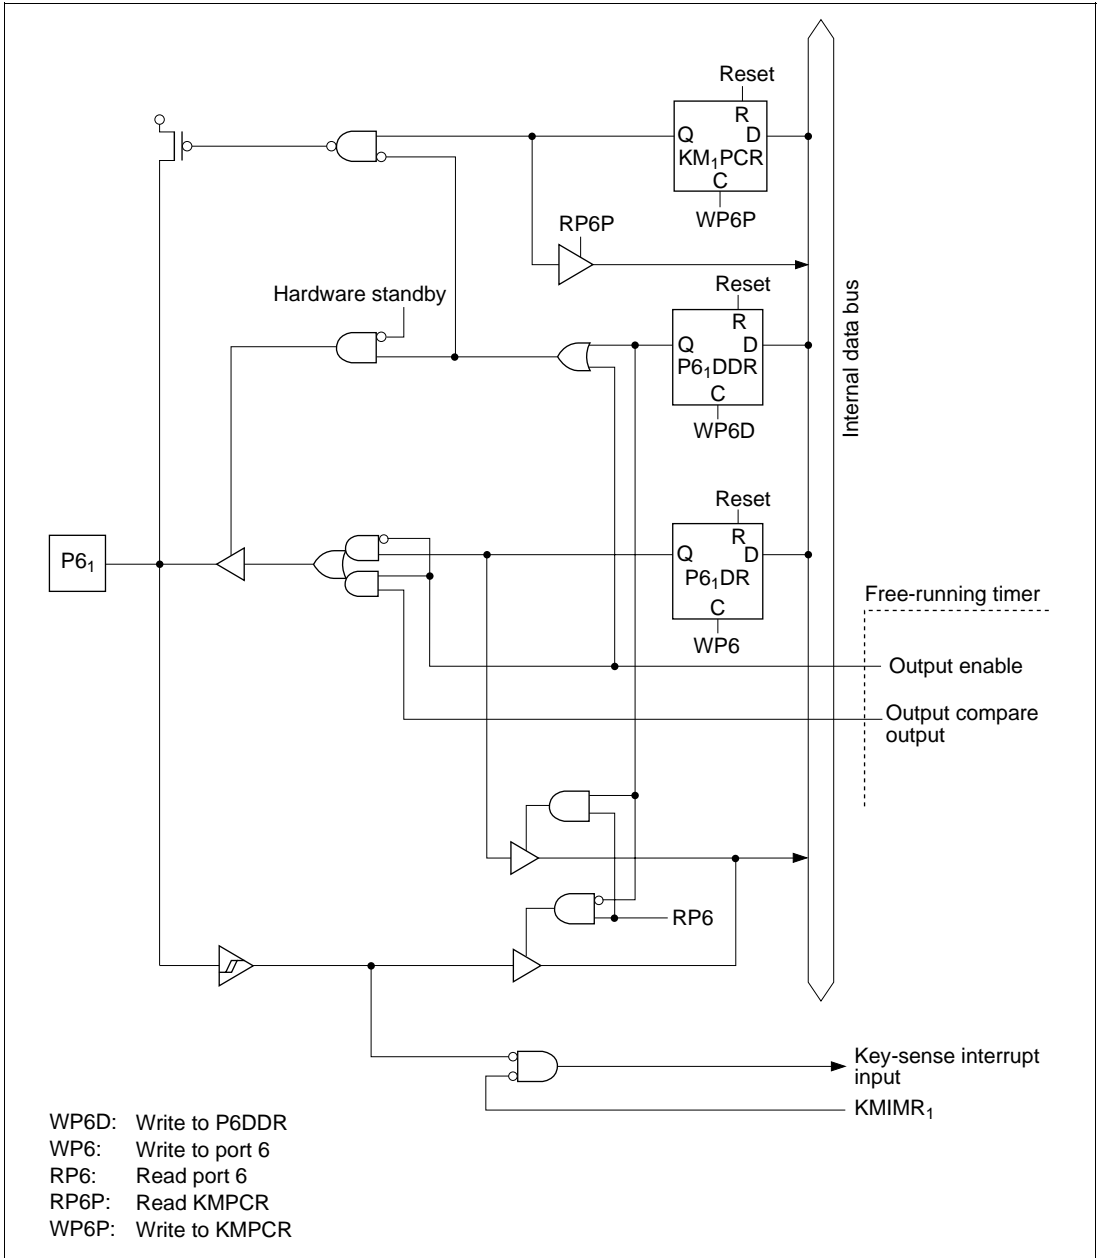 Reset
R
Q D
KM₁PCR
C
WP6P
RP6P
Hardware standby
Reset
R
Q D
P6₁DDR
C
WP6D
Internal data bus
Reset
R
Q D
P6₁DR
C
WP6
P6₁
Free-running timer
Output enable
Output compare
output
RP6
Key-sense interrupt
input
KMIMR₁
WP6D: Write to P6DDR
WP6: Write to port 6
RP6: Read port 6
RP6P: Read KMPCR
WP6P: Write to KMPCR